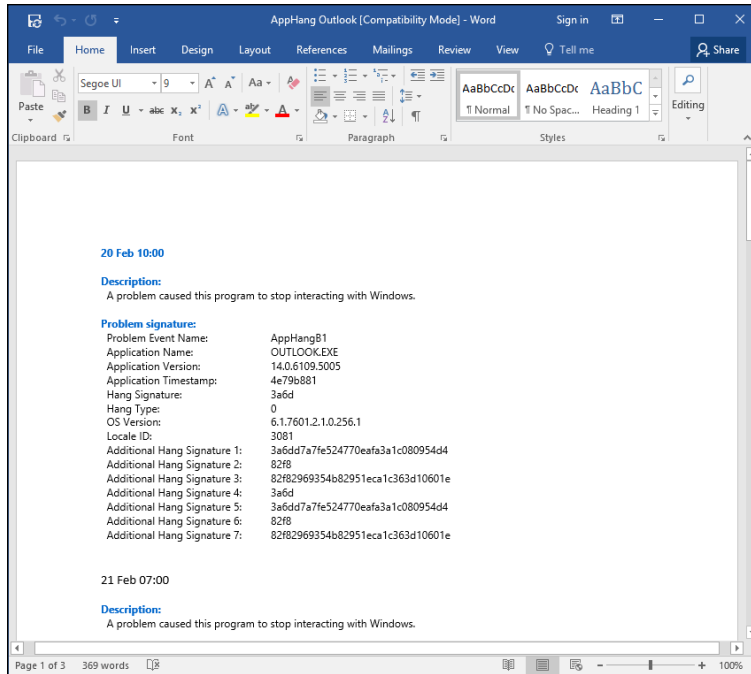 AppHang Outlook [Compatibility Mode] - Word
Sign in
File
Home
Insert
Design
Layout
References
Mailings
Review
View
Tell me
Share
Paste
Segoe UI
9
Aa
B I U abc X₂ X²
A
AaBbCcDc
AaBbCcDc
AaBbC
¶ Normal
¶ No Spac...
Heading 1
Editing
Clipboard
Font
Paragraph
Styles
20 Feb 10:00
Description:
A problem caused this program to stop interacting with Windows.
Problem signature:
Problem Event Name: AppHangB1
Application Name: OUTLOOK.EXE
Application Version: 14.0.6109.5005
Application Timestamp: 4e79b881
Hang Signature: 3a6d
Hang Type: 0
OS Version: 6.1.7601.2.1.0.256.1
Locale ID: 3081
Additional Hang Signature 1: 3a6dd7a7fe524770eafa3a1c080954d4
Additional Hang Signature 2: 82f8
Additional Hang Signature 3: 82f82969354b82951eca1c363d10601e
Additional Hang Signature 4: 3a6d
Additional Hang Signature 5: 3a6dd7a7fe524770eafa3a1c080954d4
Additional Hang Signature 6: 82f8
Additional Hang Signature 7: 82f82969354b82951eca1c363d10601e
21 Feb 07:00
Description:
A problem caused this program to stop interacting with Windows.
Page 1 of 3
369 words
100%